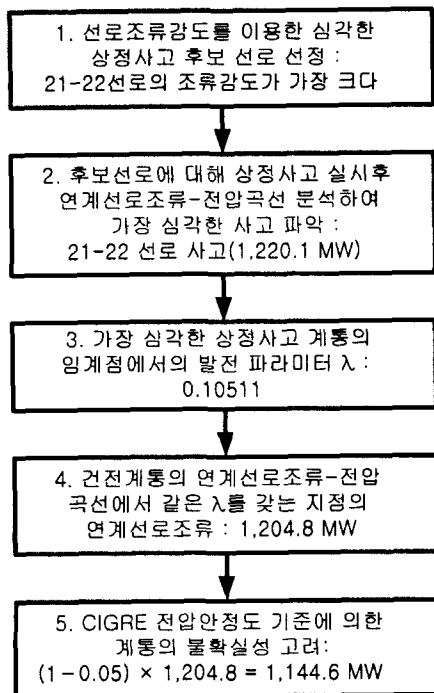 1. 선로조류감도를 이용한 심각한
상정사고 후보 선로 선정 :
21-22선로의 조류감도가 가장 크다
2. 후보선로에 대해 상정사고 실시후
연계선로조류-전압곡선 분석하여
가장 심각한 사고 파악 :
21-22 선로 사고(1,220.1 MW)
3. 가장 심각한 상정사고 계통의
임계점에서의 발전 파라미터 λ :
0.10511
4. 건전계통의 연계선로조류-전압
곡선에서 같은 λ를 갖는 지점의
연계선로조류 : 1,204.8 MW
5. CIGRE 전압안정도 기준에 의한
계통의 불확실성 고려:
(1-0.05) × 1,204.8 = 1,144.6 MW